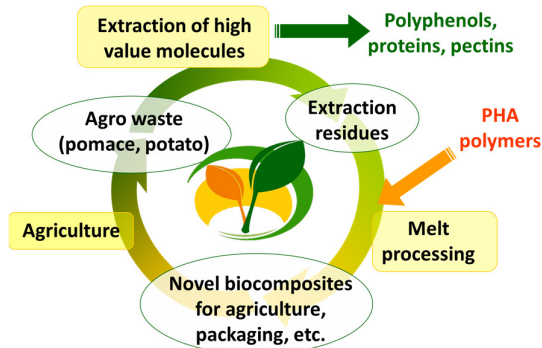 Extraction of high
value molecules
Polyphenols,
proteins, pectins
Agro waste
(pomace, potato)
Extraction
residues
PHA
polymers
Agriculture
Melt
processing
Novel biocomposites
for agriculture,
packaging, etc.